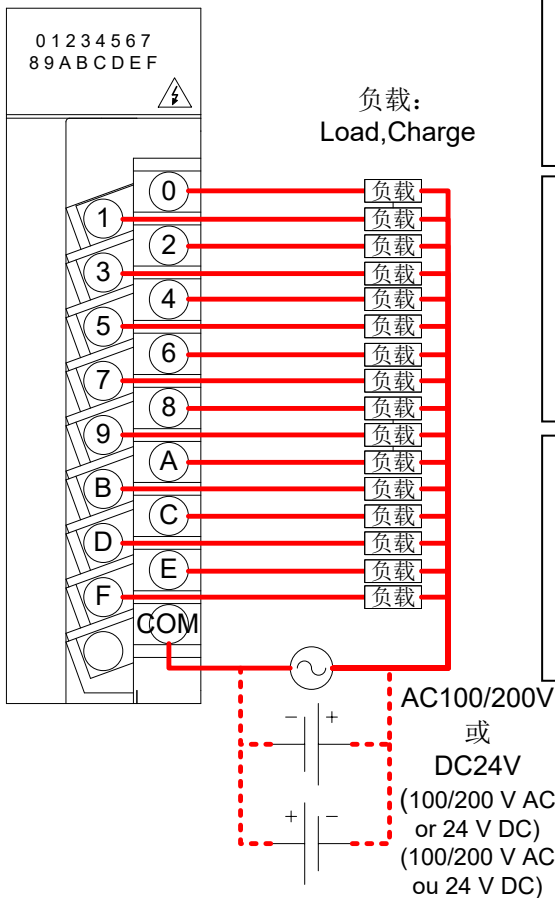 0 1 2 3 4 5 6 7
8 9 A B C D E F
负载:
Load,Charge
0
负载
1
负载
2
负载
3
负载
4
负载
5
负载
6
负载
7
负载
8
负载
9
负载
A
负载
B
负载
C
负载
D
负载
E
负载
F
负载
COM
AC100/200V
或
DC24V
(100/200 V AC
or 24 V DC)
(100/200 V AC
ou 24 V DC)
− +
+ −